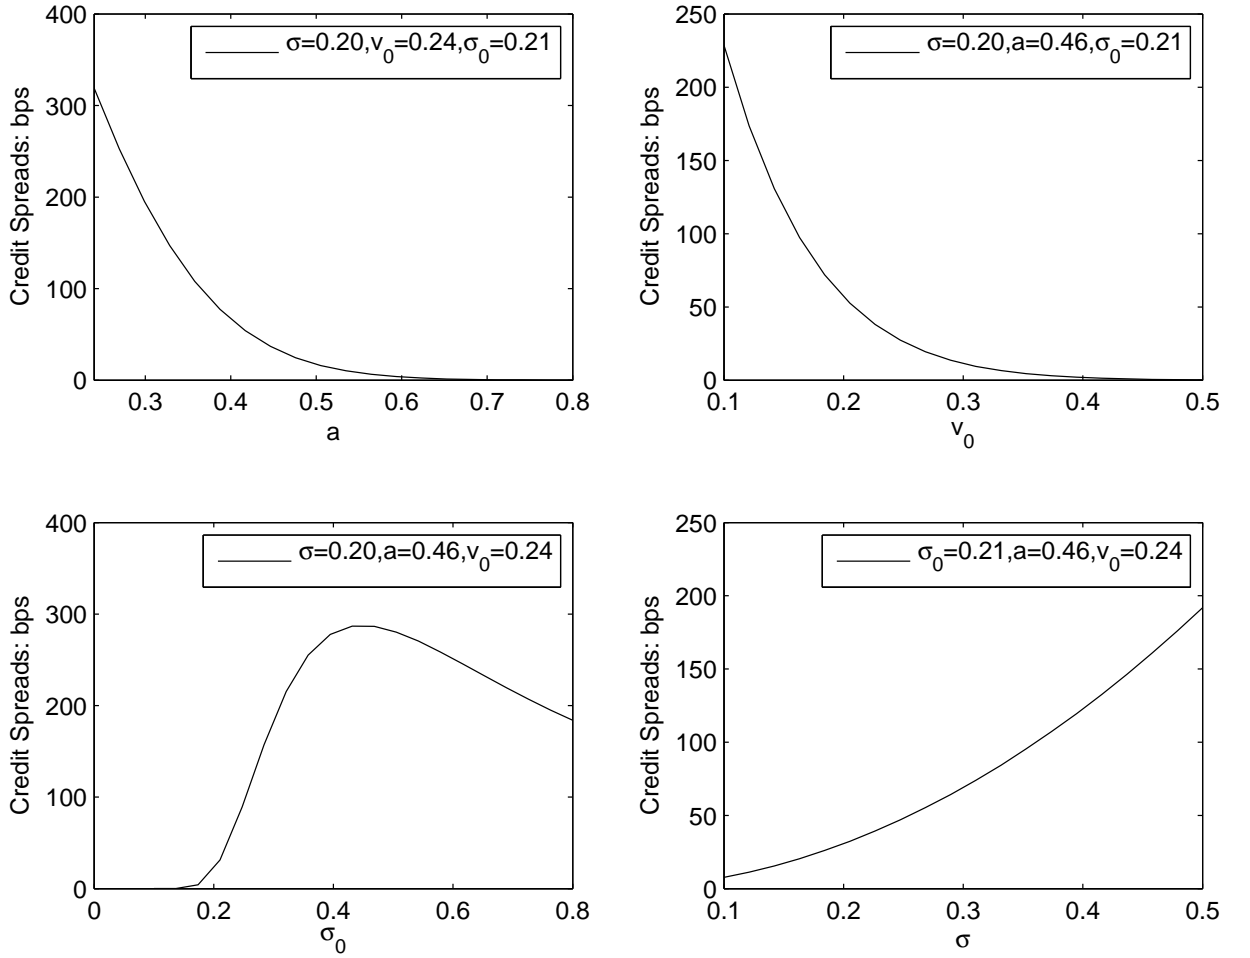 400
300
200
100
0
Credit Spreads: bps
σ=0.20,v0=0.24,σ0=0.21
0.3 0.4 0.5 0.6 0.7 0.8
a
250
200
150
100
50
0
Credit Spreads: bps
σ=0.20,a=0.46,σ0=0.21
0.1 0.2 0.3 0.4 0.5
v0
400
300
200
100
0
Credit Spreads: bps
σ=0.20,a=0.46,v0=0.24
0 0.2 0.4 0.6 0.8
σ0
250
200
150
100
50
0
Credit Spreads: bps
σ0=0.21,a=0.46,v0=0.24
0.1 0.2 0.3 0.4 0.5
σ